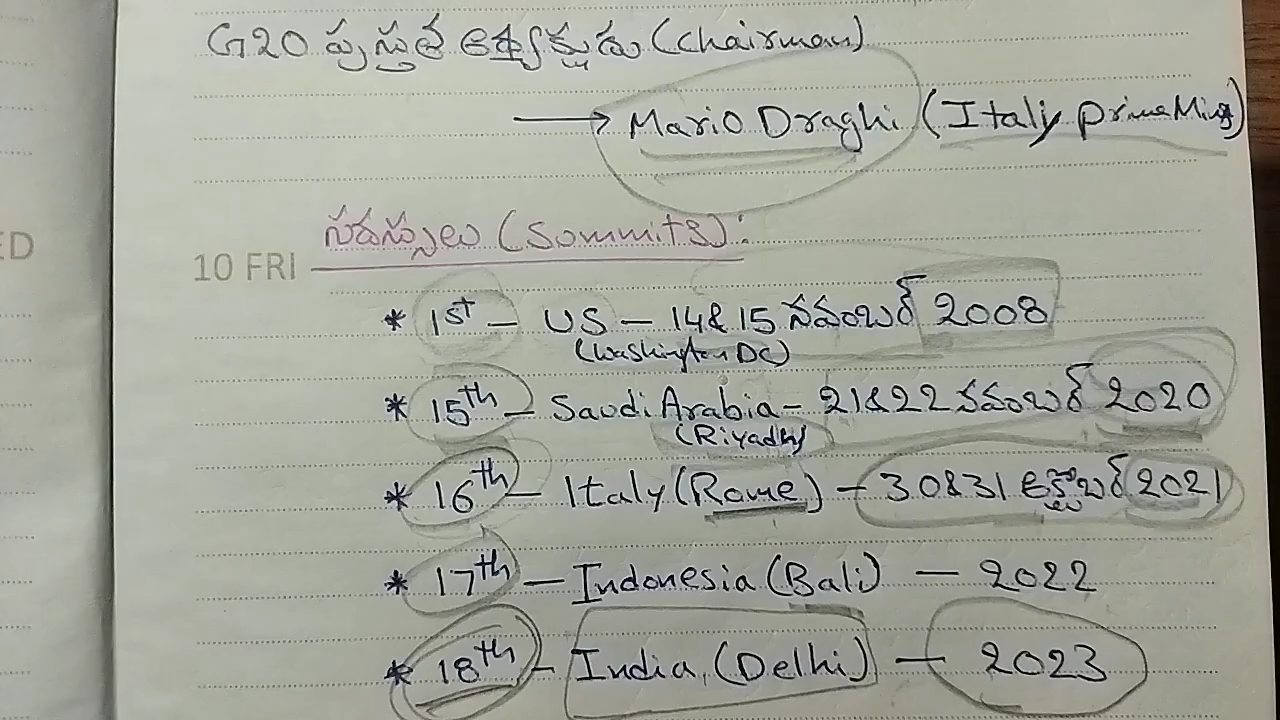 G20 ప్రస్తుత అధ్యక్షుడు (Chairman)
→ Mario Draghi (Italy Prime
ED
సదస్సులు (Summits):
10 FRI
* 1st - US - 14&15 నవంబర్ 2008
(Washington DC)
* 15th - Saudi Arabia - 21&22 నవంబర్ 2020
(Riyadh)
* 16th - Italy (Rome) - 30&31 అక్టోబర్ 2021
* 17th - Indonesia (Bali) - 2022
* 18th - India, (Delhi) - 2023